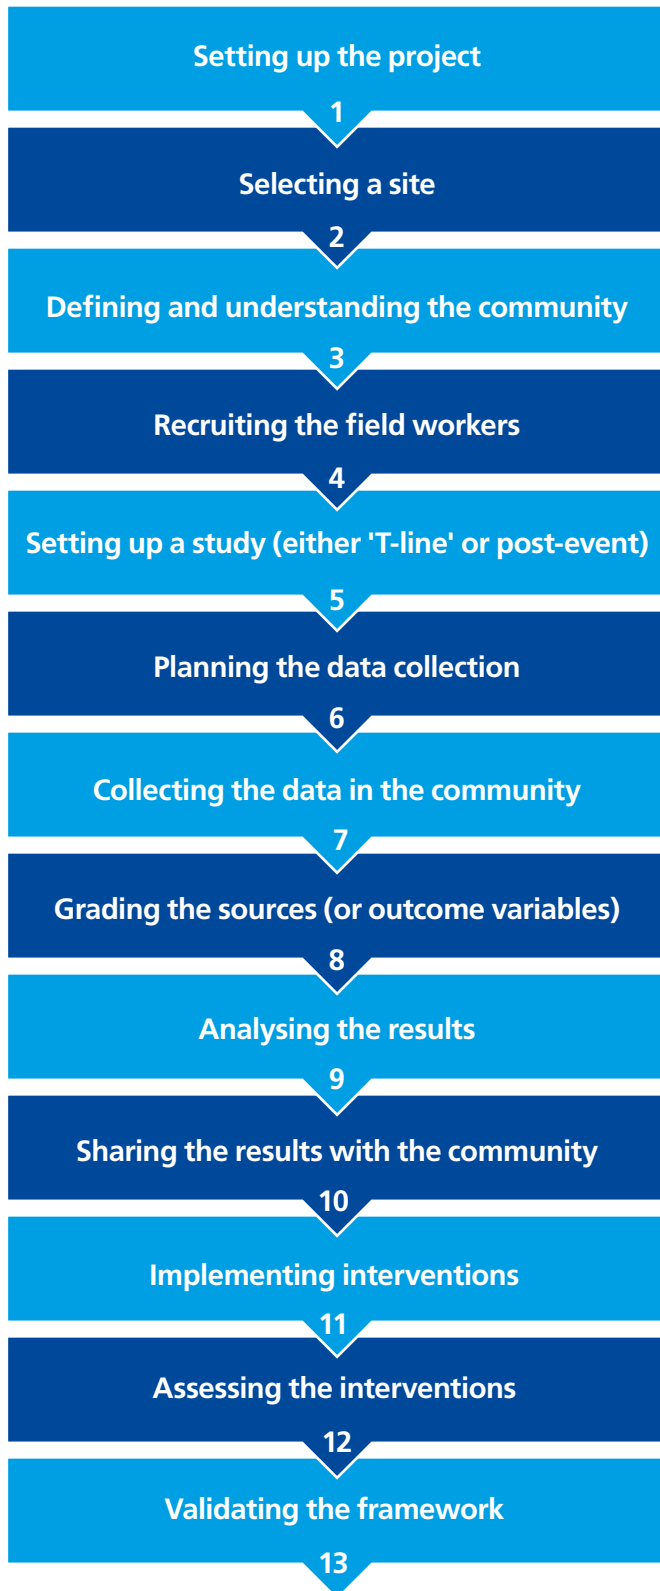 Setting up the project
1
Selecting a site
2
Defining and understanding the community
3
Recruiting the field workers
4
Setting up a study (either 'T-line' or post-event)
5
Planning the data collection
6
Collecting the data in the community
7
Grading the sources (or outcome variables)
8
Analysing the results
9
Sharing the results with the community
10
Implementing interventions
11
Assessing the interventions
12
Validating the framework
13